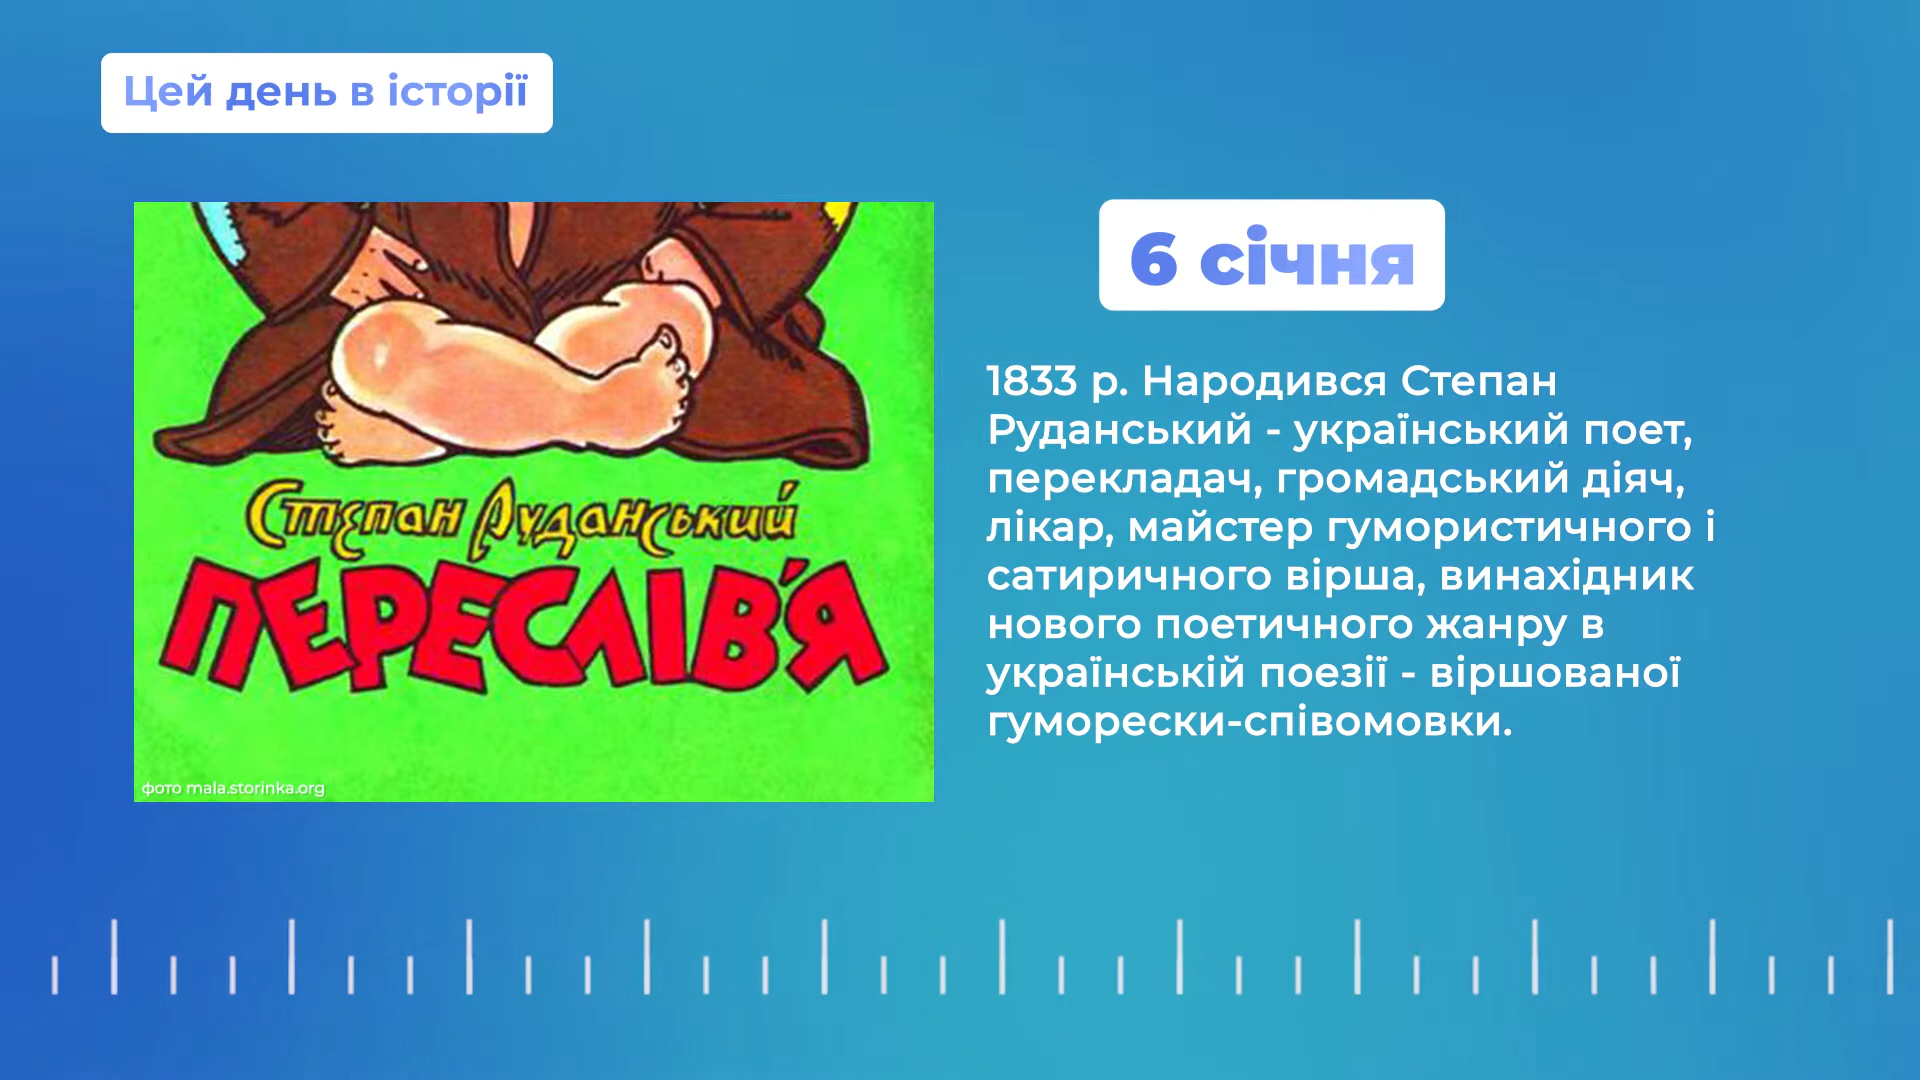 Цей день в історії
6 січня
Степан Руданський
ПЕРЕСЛІВ'Я
фото mala.storinka.org
1833 р. Народився Степан
Руданський - український поет,
перекладач, громадський діяч,
лікар, майстер гумористичного і
сатиричного вірша, винахідник
нового поетичного жанру в
українській поезії - віршованої
гуморески-співомовки.